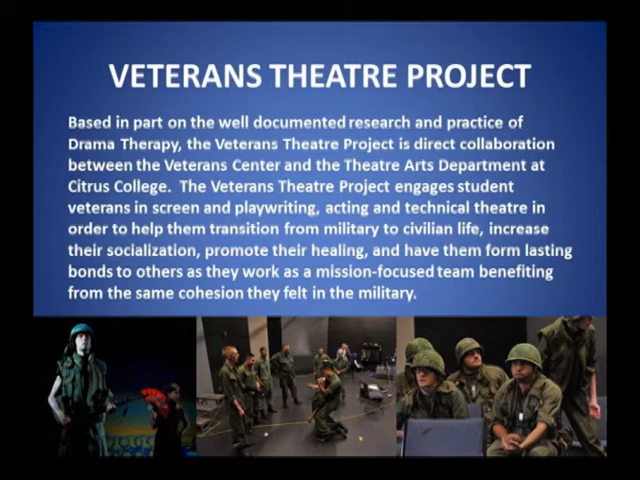 VETERANS THEATRE PROJECT
Based in part on the well documented research and practice of
Drama Therapy, the Veterans Theatre Project is direct collaboration
between the Veterans Center and the Theatre Arts Department at
Citrus College. The Veterans Theatre Project engages student
veterans in screen and playwriting, acting and technical theatre in
order to help them transition from military to civilian life, increase
their socialization, promote their healing, and have them form lasting
bonds to others as they work as a mission-focused team benefiting
from the same cohesion they felt in the military.